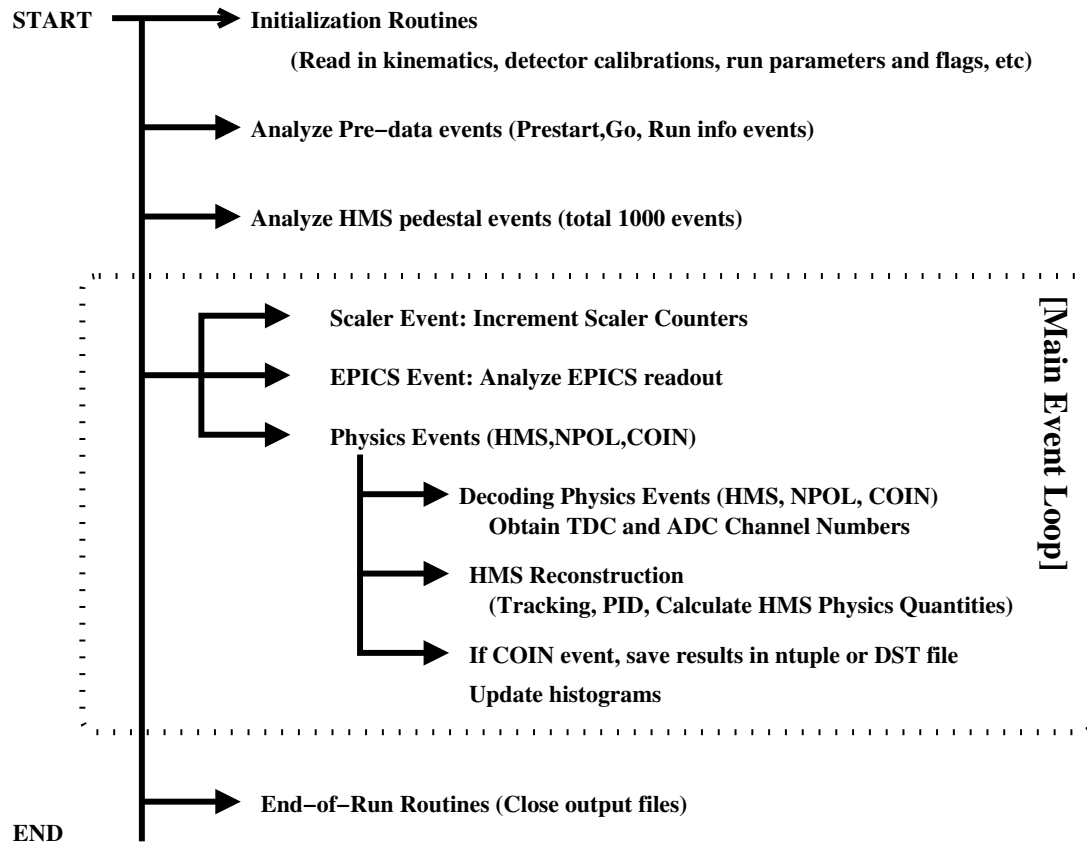 START
Initialization Routines
(Read in kinematics, detector calibrations, run parameters and flags, etc)
Analyze Pre−data events (Prestart,Go, Run info events)
Analyze HMS pedestal events (total 1000 events)
[Main Event Loop]
Scaler Event: Increment Scaler Counters
EPICS Event: Analyze EPICS readout
Physics Events (HMS,NPOL,COIN)
Decoding Physics Events (HMS, NPOL, COIN)
Obtain TDC and ADC Channel Numbers
HMS Reconstruction
(Tracking, PID, Calculate HMS Physics Quantities)
If COIN event, save results in ntuple or DST file
Update histograms
End−of−Run Routines (Close output files)
END